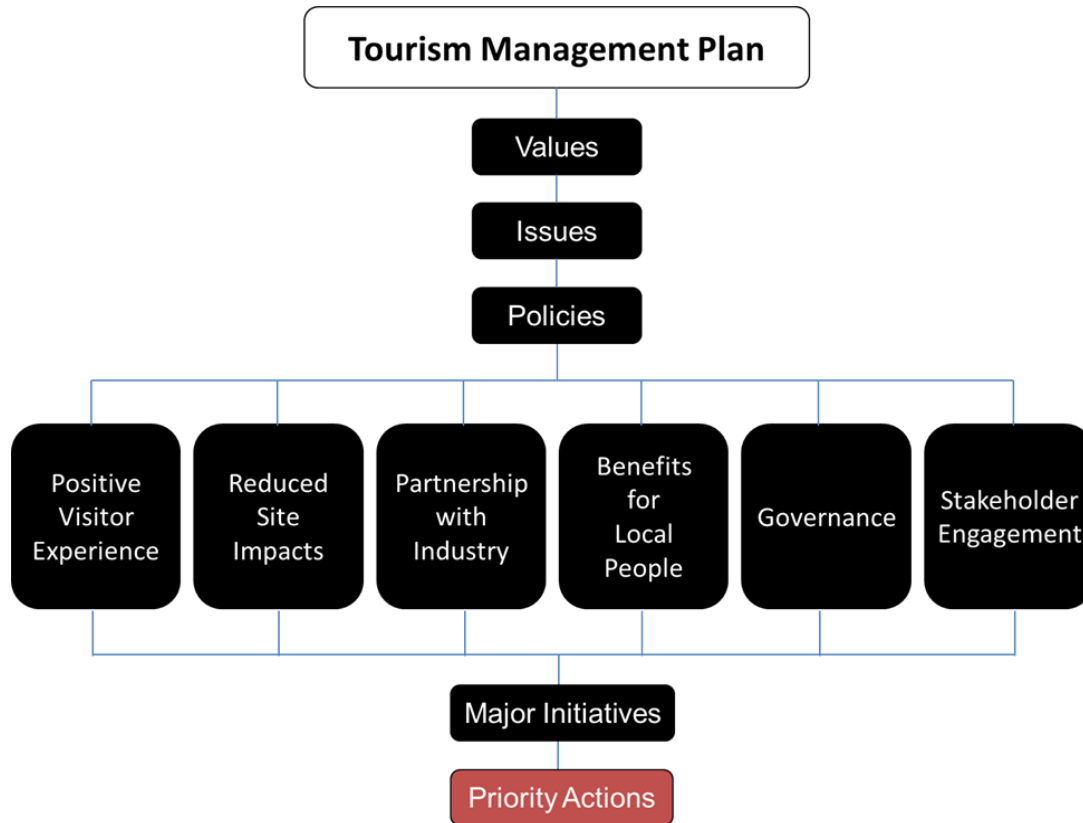 Tourism Management Plan
Values
Issues
Policies
Positive
Visitor
Experience
Reduced
Site
Impacts
Partnership
with
Industry
Benefits
for
Local
People
Governance
Stakeholder
Engagement
Major Initiatives
Priority Actions